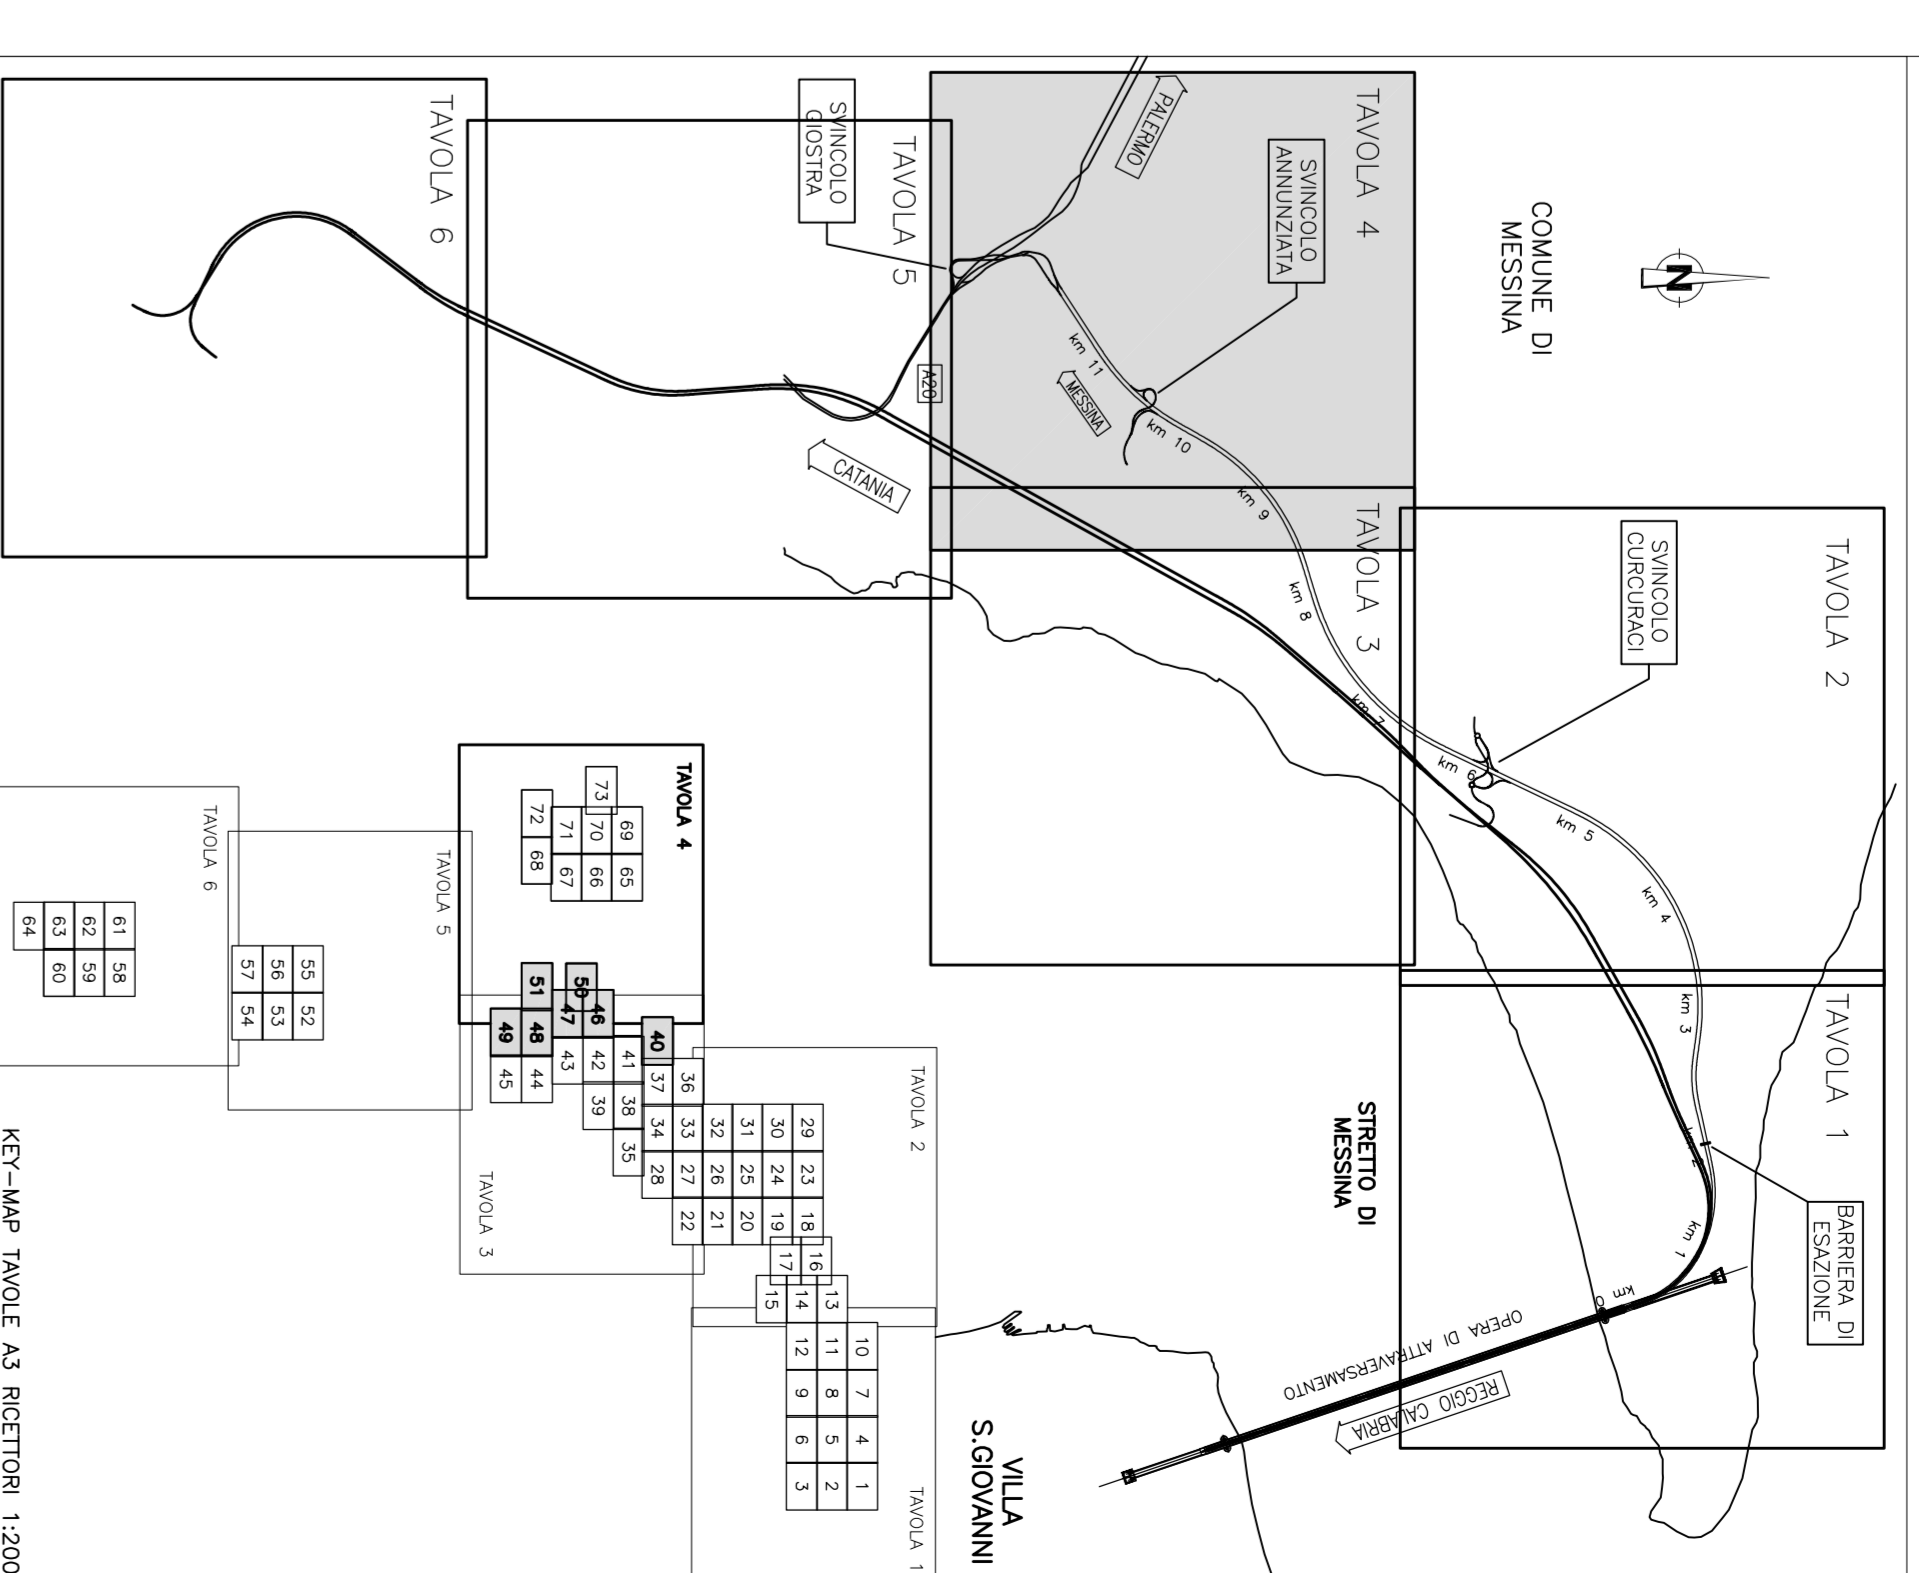 COMUNE DI
MESSINA
N
TAVOLA 4
SVINCOLO
ANNUNZIATA
PALERMO
TAVOLA 5
SVINCOLO
GIOSTRA
TAVOLA 6
A20
MESSINA
CATANIA
km 11
km 10
km 9
km 8
km 7
km 6
km 5
km 4
km 3
km 2
km 1
km 0
TAVOLA 3
TAVOLA 2
SVINCOLO
CURCURACI
TAVOLA 1
BARRIERA DI
ESAZIONE
STRETTO DI
MESSINA
OPERA DI ATTRAVERSAMENTO
REGGIO CALABRIA
VILLA
S.GIOVANNI
TAVOLA 4
73
69
70
71
72
65
66
67
68
50
51
46
47
48
49
40
41
42
43
44
45
36
37
38
39
TAVOLA 2
29
30
31
32
33
34
35
23
24
25
26
27
28
18
19
20
21
22
16
17
13
14
15
10
11
12
7
8
9
4
5
6
1
2
3
TAVOLA 1
TAVOLA 3
TAVOLA 5
55
56
57
52
53
54
TAVOLA 6
61
62
63
64
58
59
60
KEY-MAP TAVOLE A3 RICETTORI 1:200